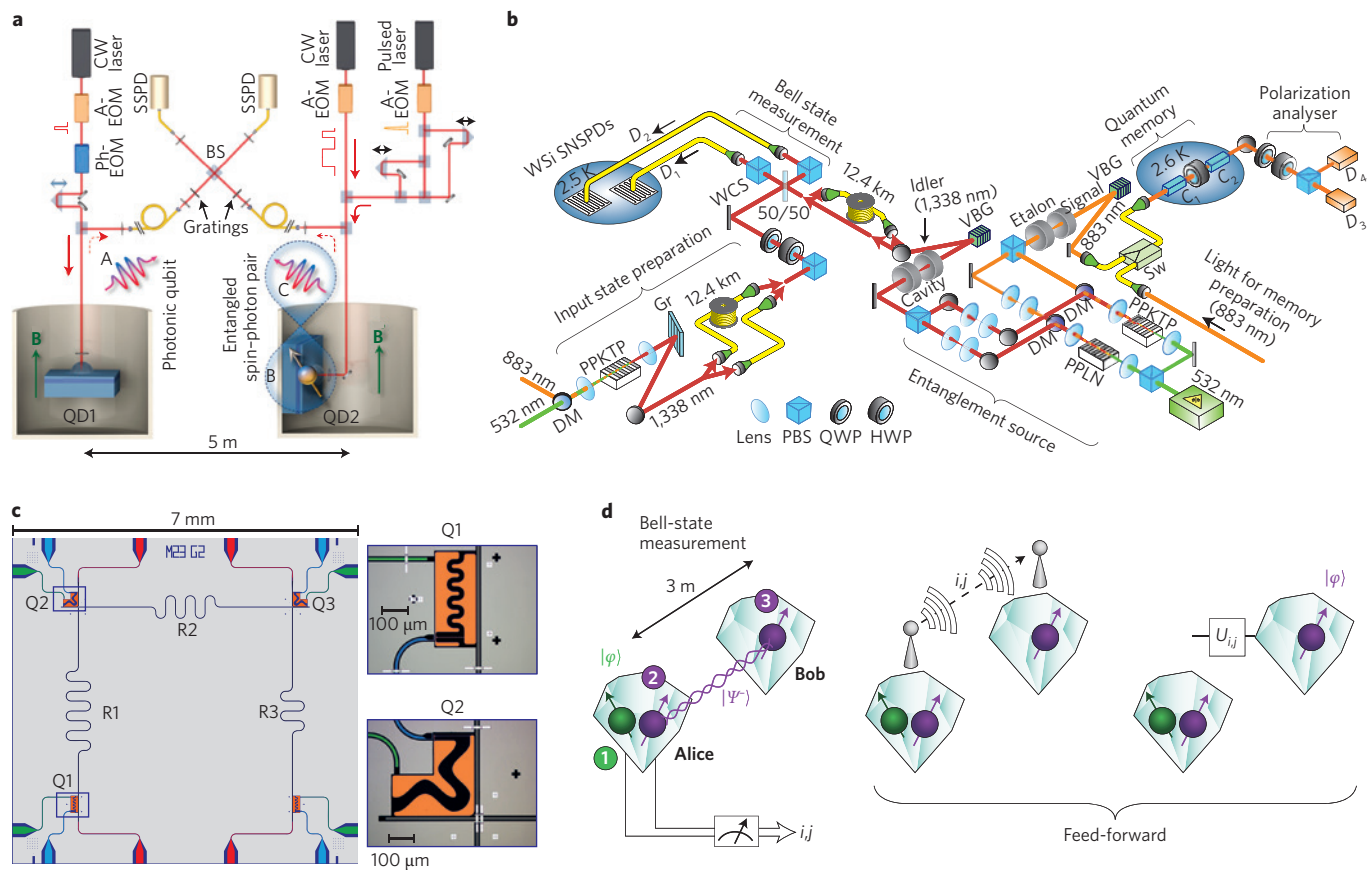 a
CW
laser
A-
EOM
Ph-
EOM
SSPD
SSPD
BS
Gratings
CW
laser
A-
EOM
Pulsed
laser
A-
EOM
A
Photonic qubit
C
Entangled
spin–photon pair
B
B
B
QD1
QD2
5 m
b
WSi SNSPDs
2.5 K
D2
D1
Bell state
measurement
WCS
50/50
12.4 km
Idler
(1,338 nm)
VBG
Cavity
Input state preparation
Gr
12.4 km
PPKTP
883 nm
532 nm
DM
1,338 nm
Lens
PBS
QWP
HWP
Etalon
Signal
883 nm
VBG
Quantum
memory
2.6 K
C1
C2
Polarization
analyser
D4
D3
Sw
Light for memory
preparation
(883 nm)
DM
DM
PPKTP
PPLN
532 nm
Entanglement source
c
7 mm
M23 G2
Q2
Q3
R2
R1
R3
Q1
Q1
100 µm
Q2
100 µm
d
Bell-state
measurement
3 m
3
|φ⟩
2
|Ψ⁻⟩
Bob
1
Alice
i,j
i,j
|φ⟩
Ui,j
Feed-forward